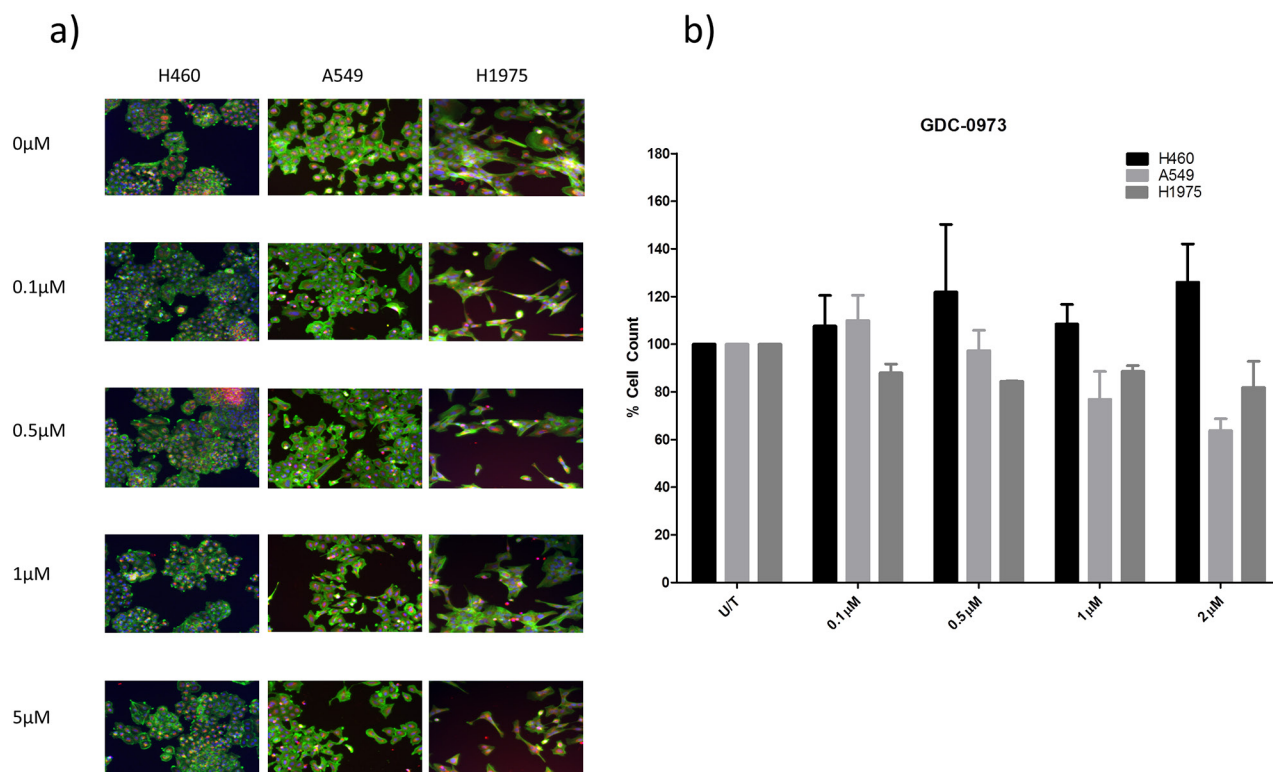 a)
H460 A549 H1975
0µM
0.1µM
0.5µM
1µM
5µM
b)
GDC-0973
H460
A549
H1975
% Cell Count
180
160
140
120
100
80
60
40
20
0
U/T 0.1µM 0.5µM 1µM 2µM